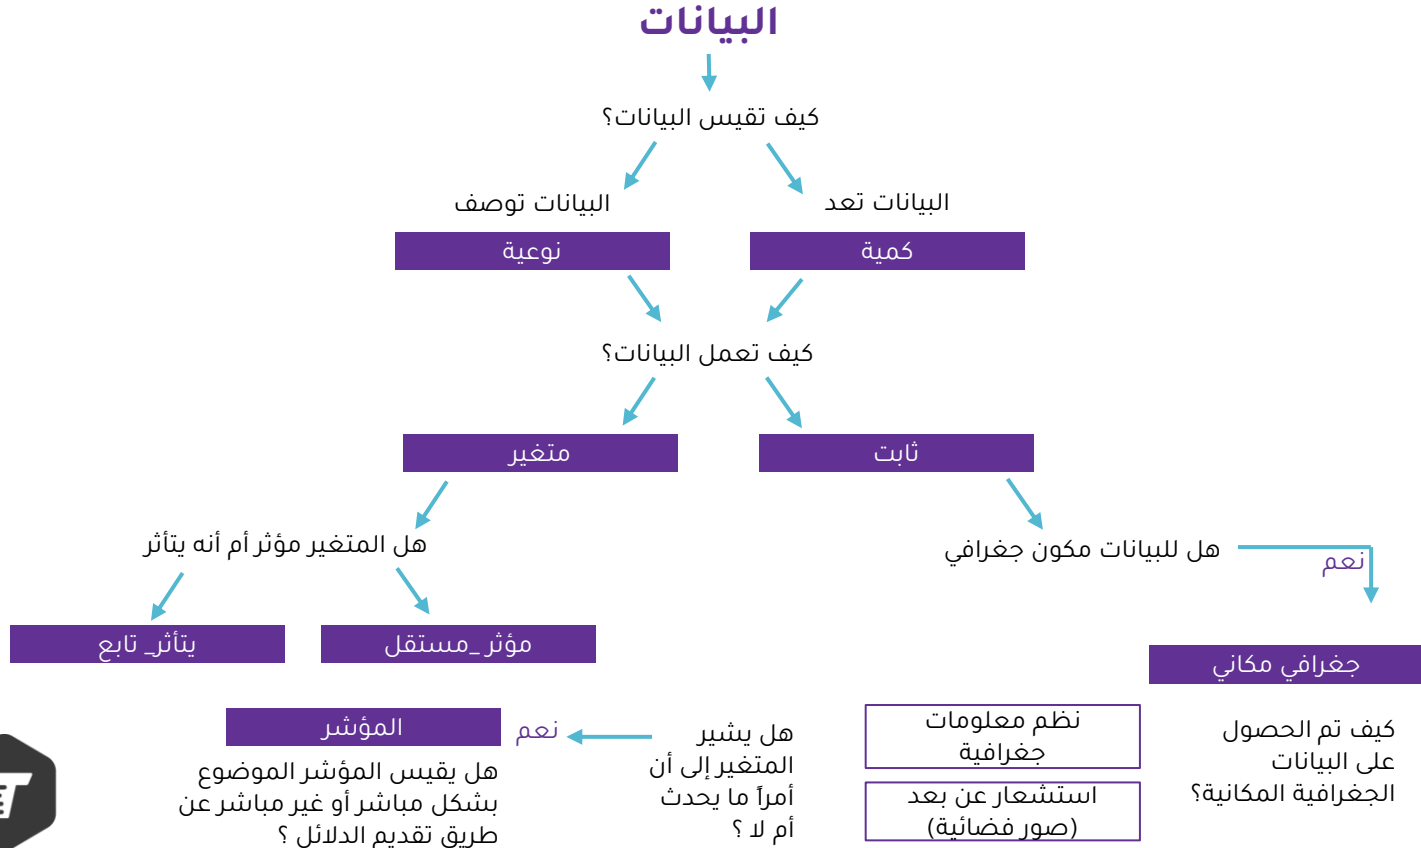 البيانات
كيف تقيس البيانات؟
البيانات تعد
البيانات توصف
كمية
نوعية
كيف تعمل البيانات؟
ثابت
متغير
هل للبيانات مكون جغرافي
نعم
هل المتغير مؤثر أم أنه يتأثر
مؤثر _مستقل
يتأثر_ تابع
جغرافي مكاني
كيف تم الحصول
على البيانات
الجغرافية المكانية؟
نظم معلومات
جغرافية
استشعار عن بعد
(صور فضائية)
هل يشير
المتغير إلى أن
أمراً ما يحدث
أم لا ؟
نعم
المؤشر
هل يقيس المؤشر الموضوع
بشكل مباشر أو غير مباشر عن
طريق تقديم الدلائل ؟